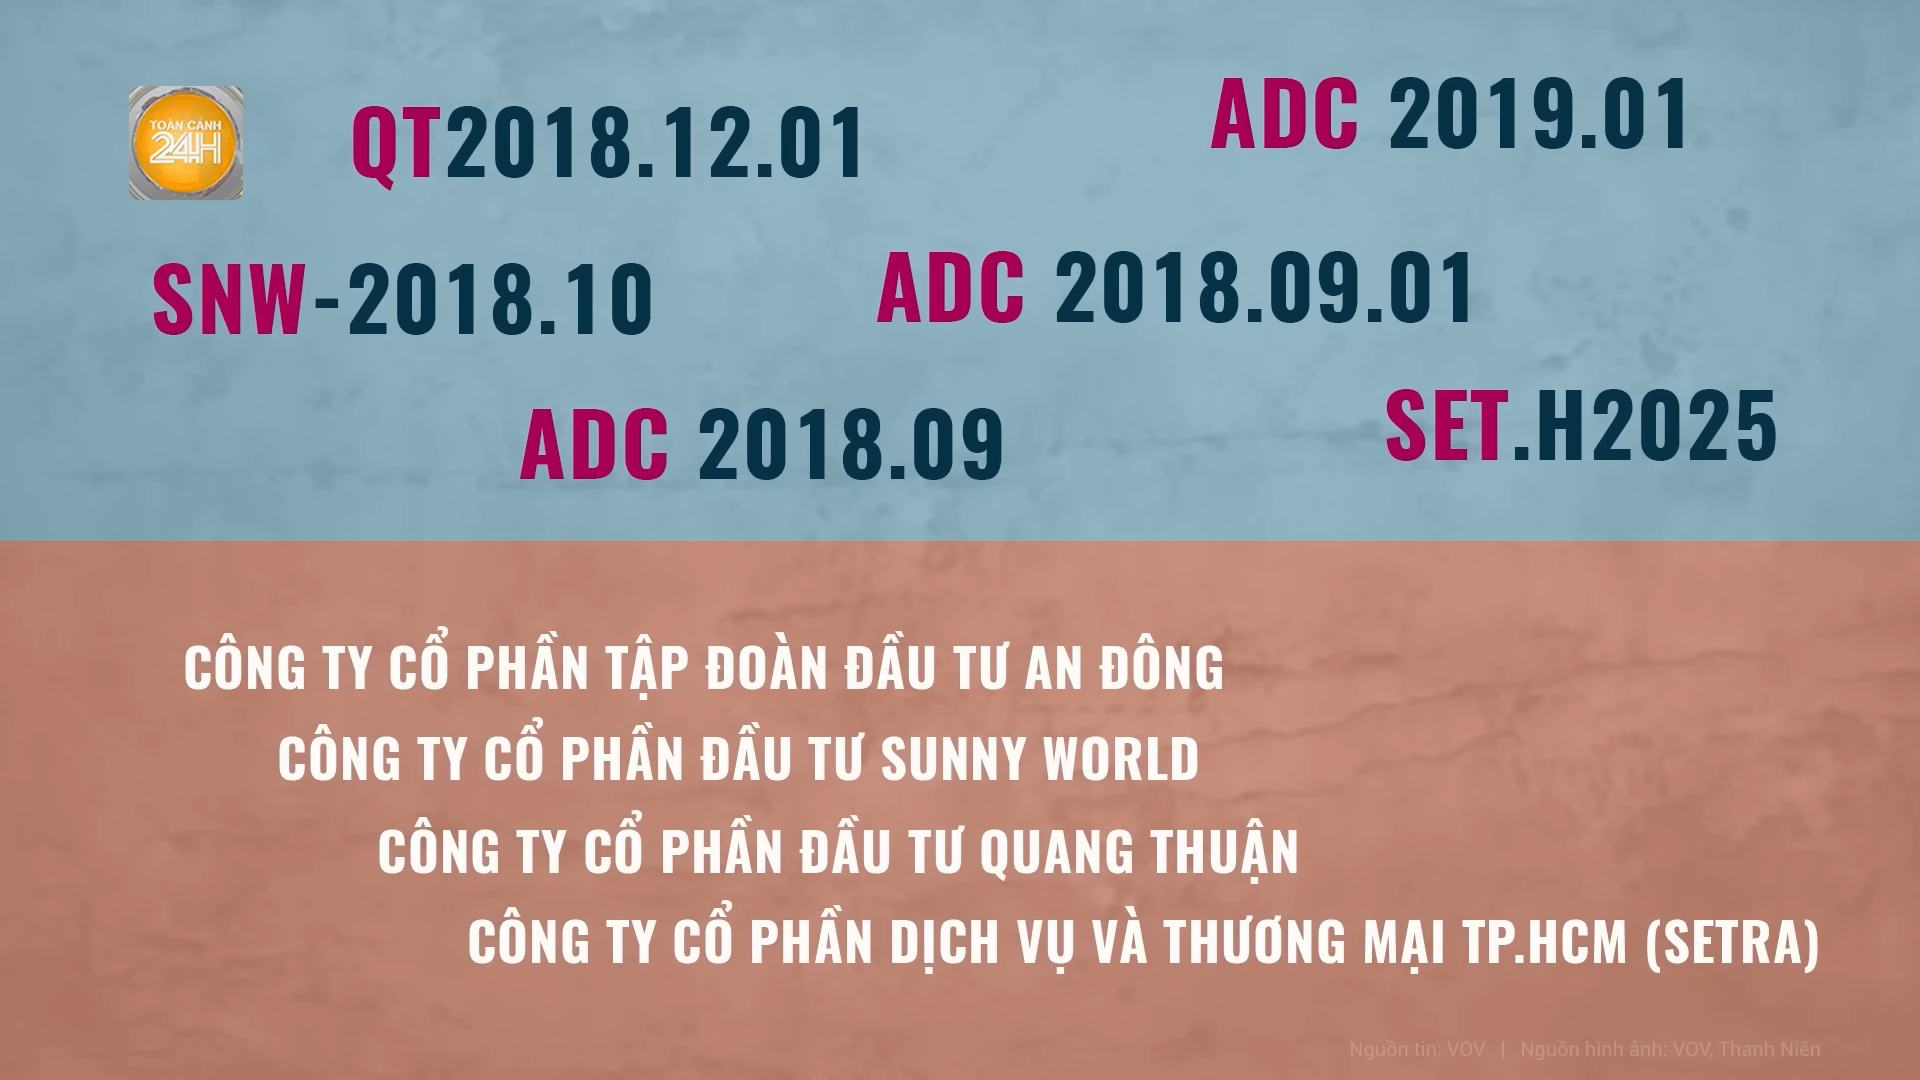 TOÀN CẢNH
24H
QT2018.12.01
ADC 2019.01
SNW-2018.10
ADC 2018.09.01
ADC 2018.09
SET.H2025
CÔNG TY CỔ PHẦN TẬP ĐOÀN ĐẦU TƯ AN ĐÔNG
CÔNG TY CỔ PHẦN ĐẦU TƯ SUNNY WORLD
CÔNG TY CỔ PHẦN ĐẦU TƯ QUANG THUẬN
CÔNG TY CỔ PHẦN DỊCH VỤ VÀ THƯƠNG MẠI TP.HCM (SETRA)
Nguồn tin: VOV | Nguồn hình ảnh: VOV, Thanh Niên